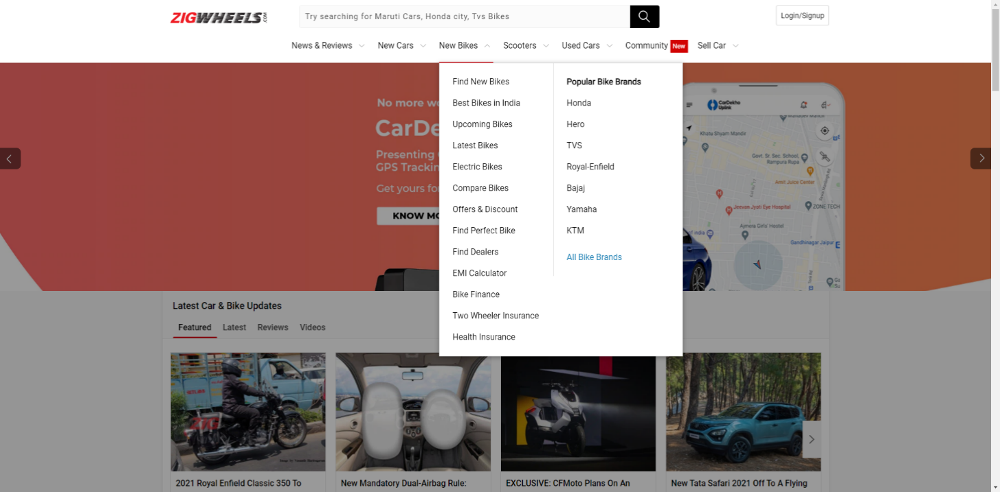 ZIGWHEELS.COM
Try searching for Maruti Cars, Honda city, Tvs Bikes
Login/Signup
News & Reviews
New Cars
New Bikes
Scooters
Used Cars
Community New
Sell Car
Find New Bikes
Best Bikes in India
Upcoming Bikes
Latest Bikes
Electric Bikes
Compare Bikes
Offers & Discount
Find Perfect Bike
Find Dealers
EMI Calculator
Bike Finance
Two Wheeler Insurance
Health Insurance
Popular Bike Brands
Honda
Hero
TVS
Royal-Enfield
Bajaj
Yamaha
KTM
All Bike Brands
No more wo
CarDe
Presenting
GPS Trackin
Get yours fo
KNOW MO
CarDekho
Uplink
Khate Shyam Mandir
Govt. Sr. Sec. School,
Rampura Rupa
Amit Juice Center
Jeevan Jyoti Eye Hospital
ZONE TECH
Ajmera Girls' Hostel
of india
Gandhinagar Jaipur
Latest Car & Bike Updates
Featured
Latest
Reviews
Videos
ZIG
2021 Royal Enfield Classic 350 To
New Mandatory Dual-Airbag Rule:
EXCLUSIVE: CFMoto Plans On An
New Tata Safari 2021 Off To A Flying